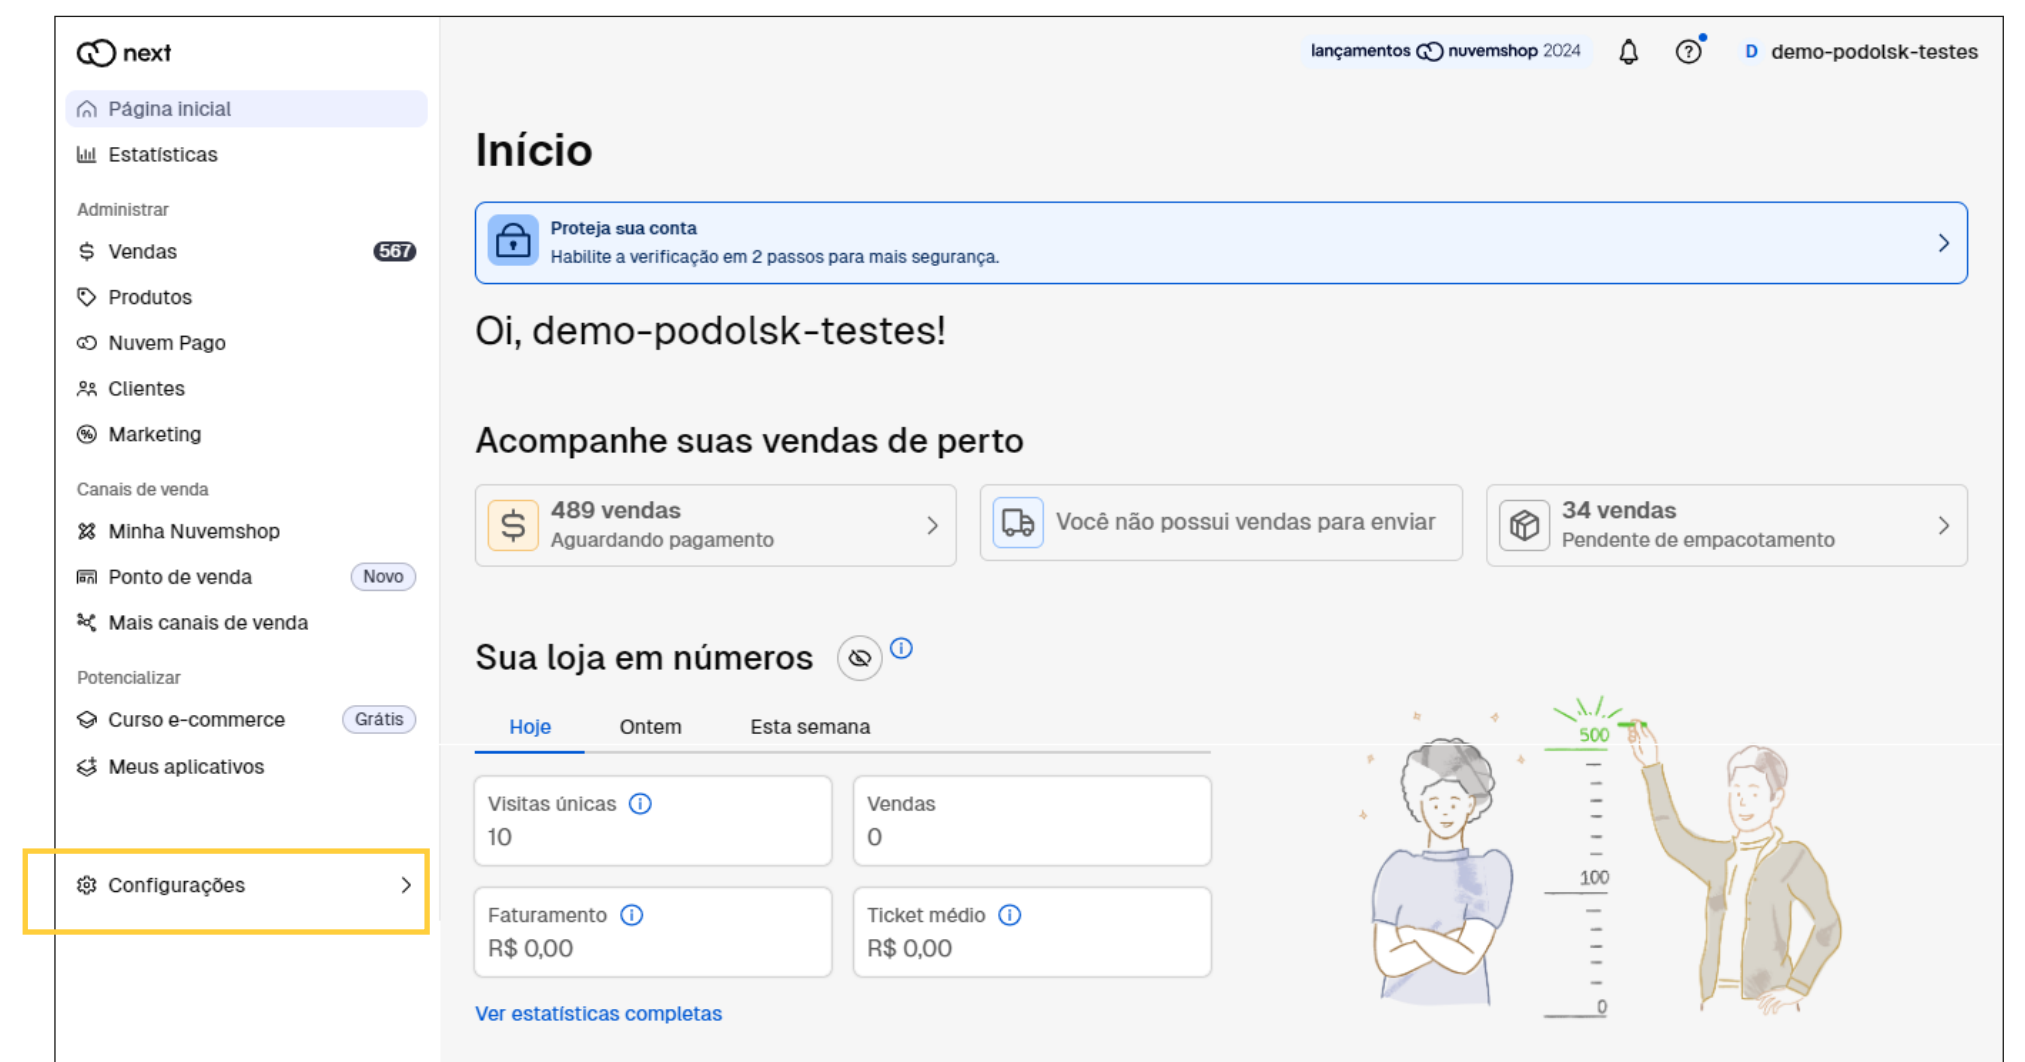 next
lançamentos nuvemshop 2024
D demo-podolsk-testes
Página inicial
Estatísticas
Administrar
Vendas 567
Produtos
Nuvem Pago
Clientes
Marketing
Canais de venda
Minha Nuvemshop
Ponto de venda Novo
Mais canais de venda
Potencializar
Curso e-commerce Grátis
Meus aplicativos
Configurações
Início
Proteja sua conta
Habilite a verificação em 2 passos para mais segurança.
Oi, demo-podolsk-testes!
Acompanhe suas vendas de perto
489 vendas
Aguardando pagamento
Você não possui vendas para enviar
34 vendas
Pendente de empacotamento
Sua loja em números
Hoje Ontem Esta semana
Visitas únicas
10
Vendas
0
Faturamento
R$ 0,00
Ticket médio
R$ 0,00
Ver estatísticas completas
500
100
0